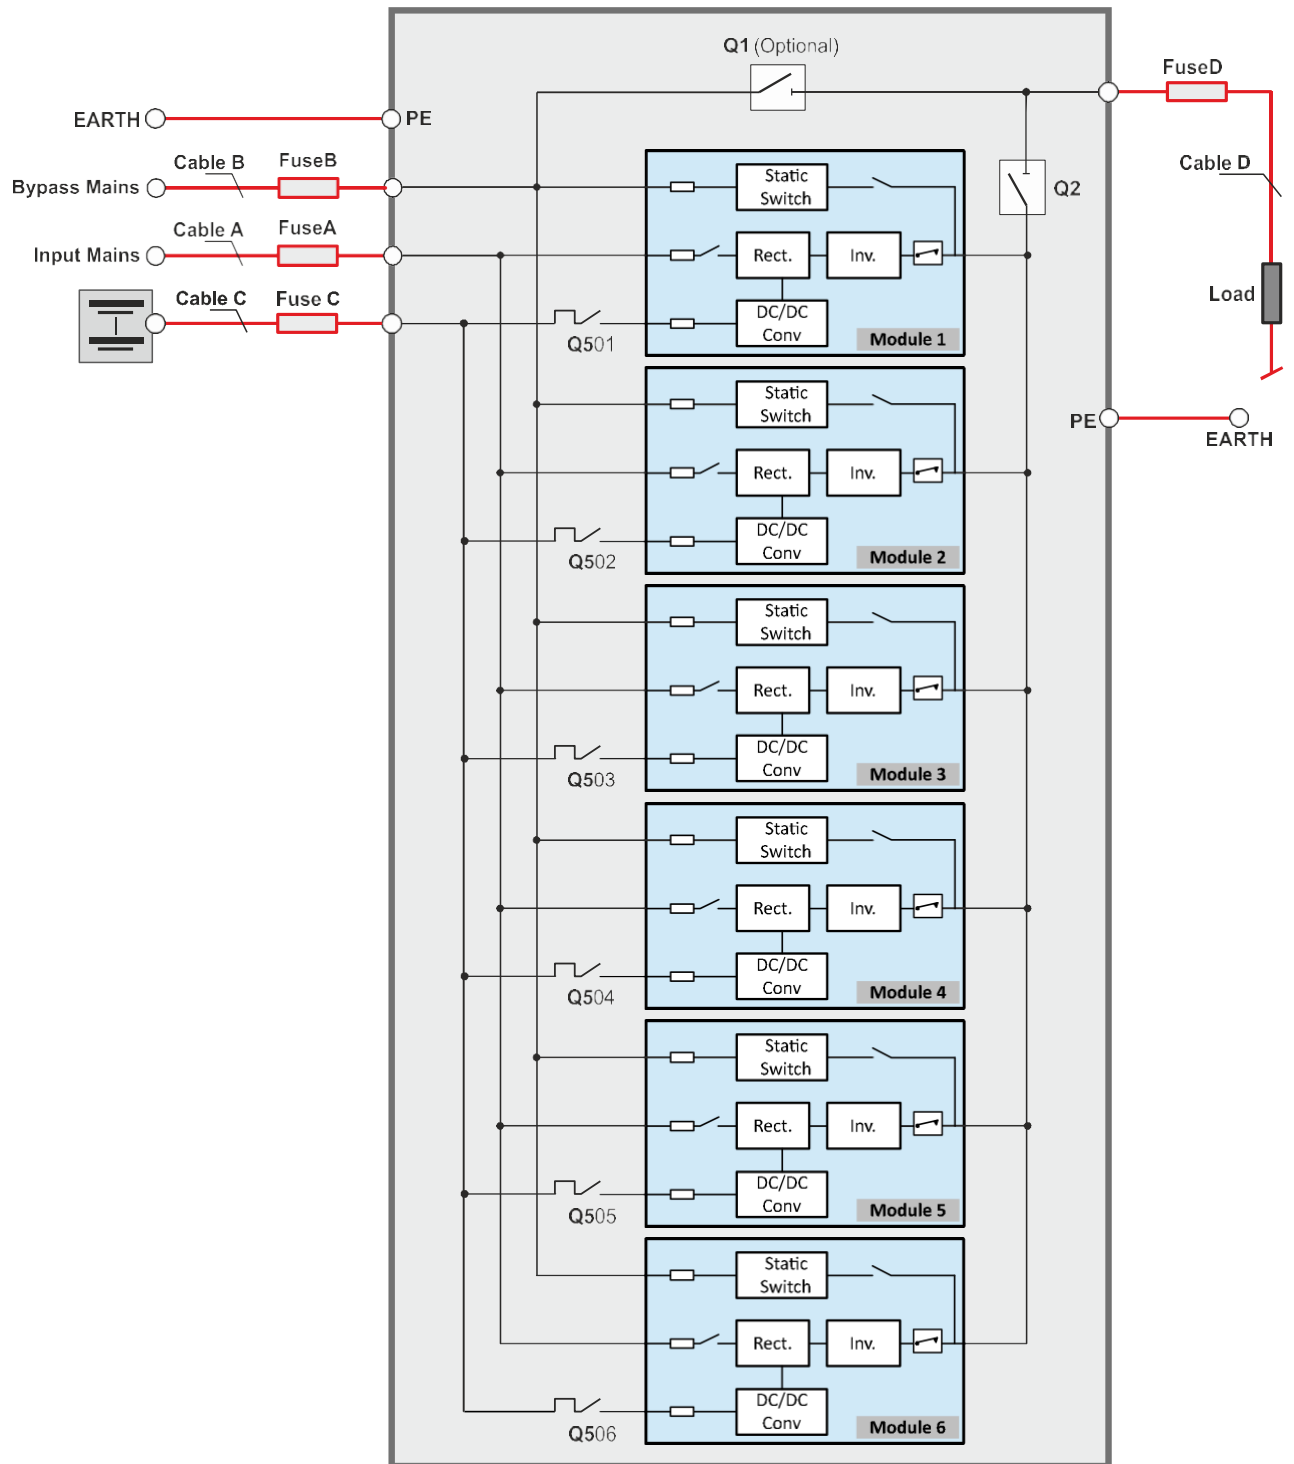 Q1 (Optional)
FuseD
EARTH
PE
Cable B
FuseB
Bypass Mains
Cable A
FuseA
Input Mains
Cable C
Fuse C
Cable D
Q2
Load
PE
EARTH
Static
Switch
Rect.
Inv.
DC/DC
Conv
Q501
Module 1
Static
Switch
Rect.
Inv.
DC/DC
Conv
Q502
Module 2
Static
Switch
Rect.
Inv.
DC/DC
Conv
Q503
Module 3
Static
Switch
Rect.
Inv.
DC/DC
Conv
Q504
Module 4
Static
Switch
Rect.
Inv.
DC/DC
Conv
Q505
Module 5
Static
Switch
Rect.
Inv.
DC/DC
Conv
Q506
Module 6